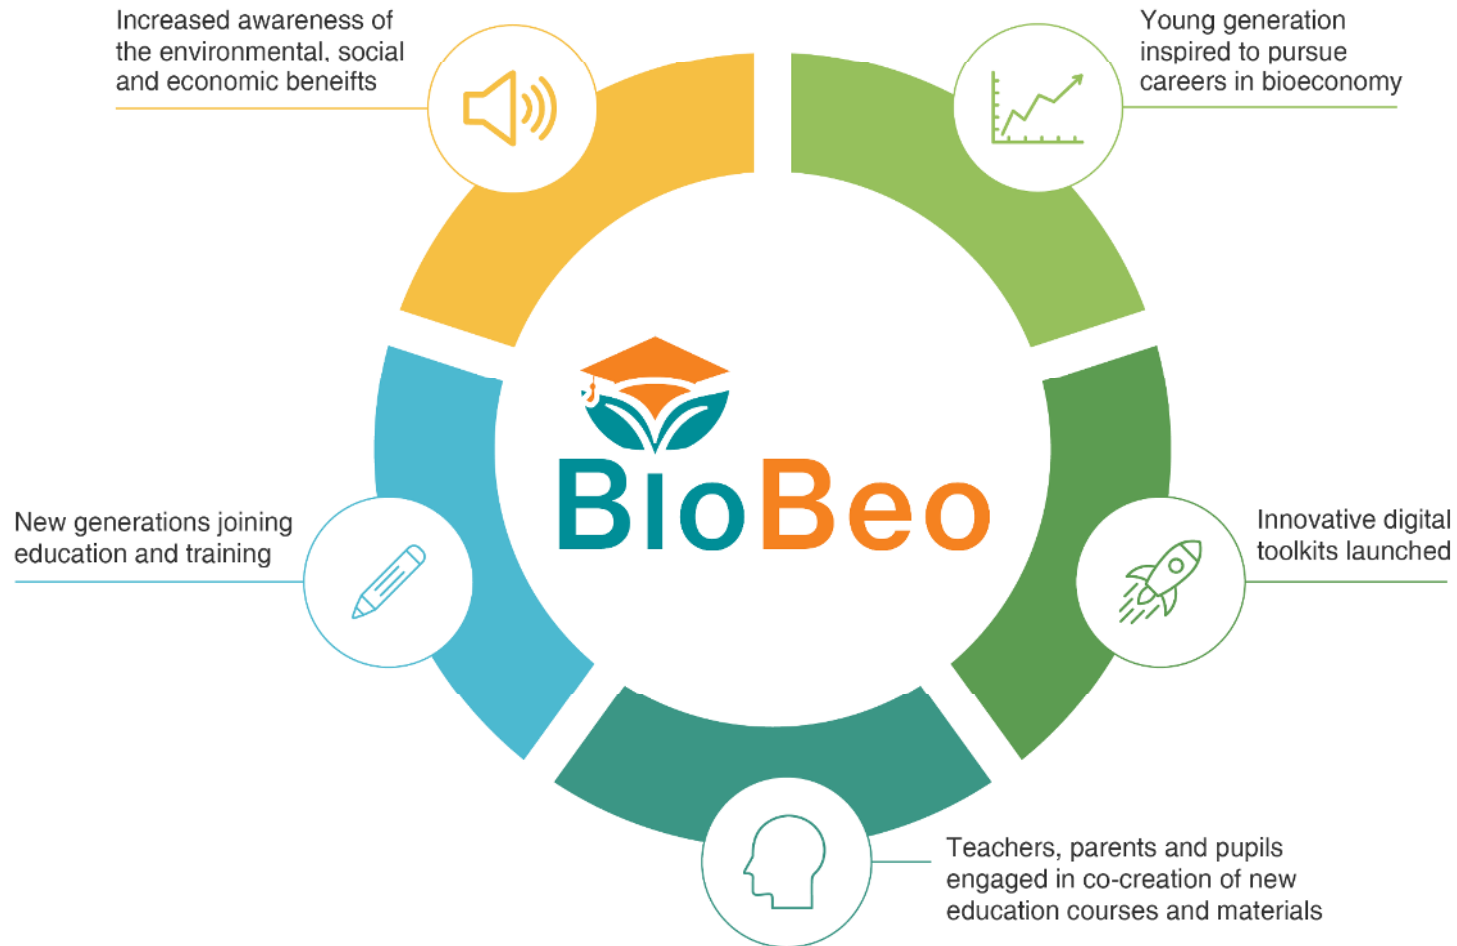 Increased awareness of
the environmental, social
and economic beneifts
Young generation
inspired to pursue
careers in bioeconomy
BioBeo
New generations joining
education and training
Innovative digital
toolkits launched
Teachers, parents and pupils
engaged in co-creation of new
education courses and materials